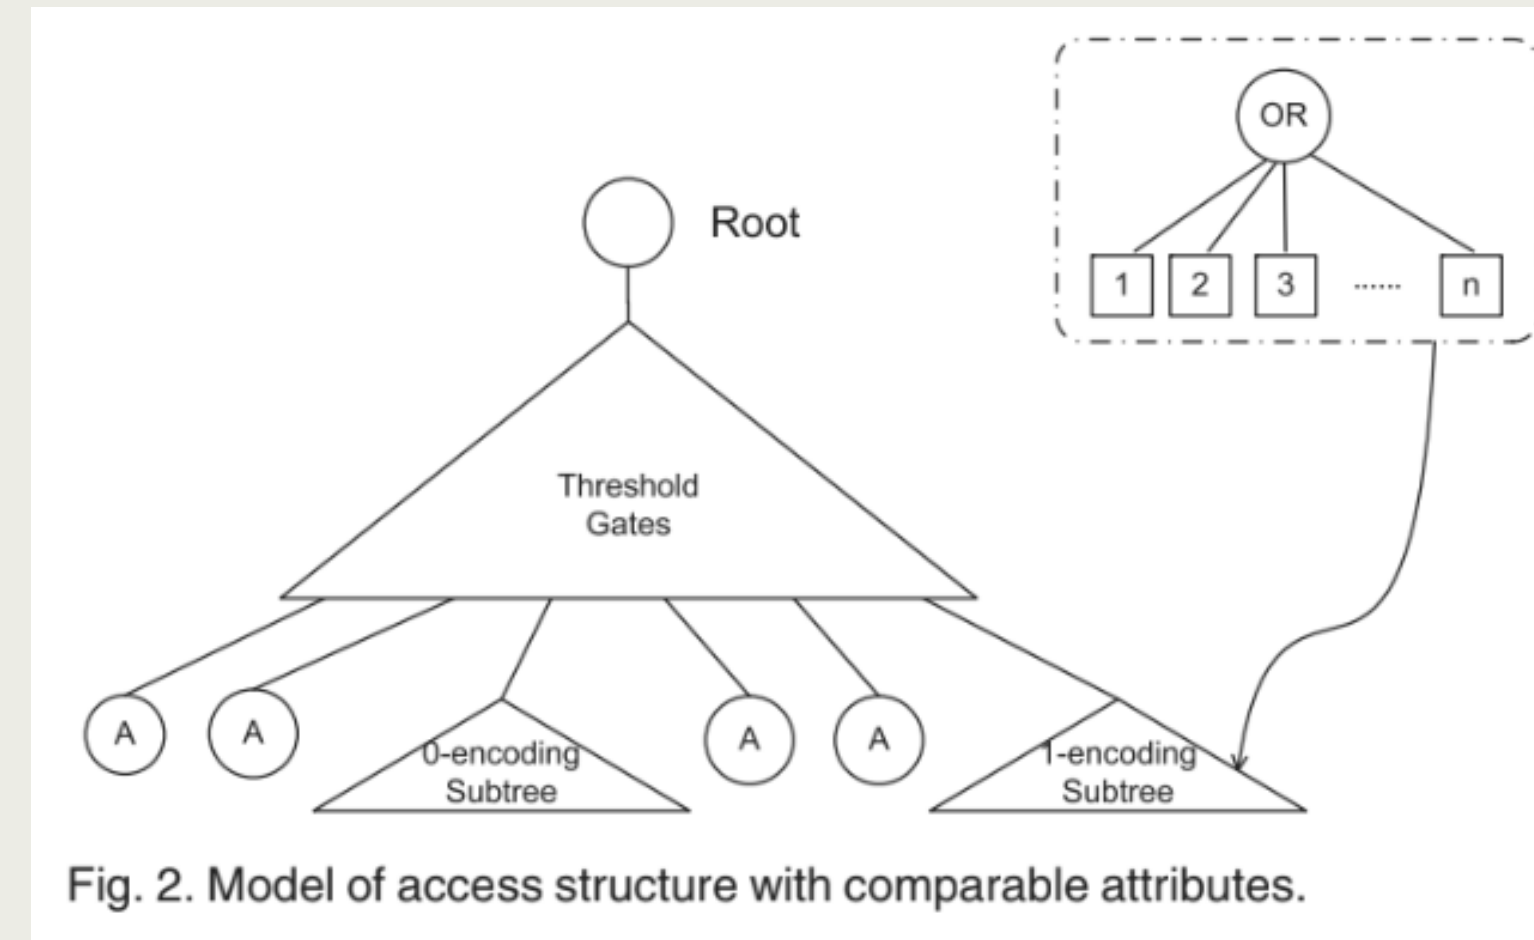 OR
Root
1 2 3 ...... n
Threshold
Gates
A A 0-encoding
Subtree A A 1-encoding
Subtree
Fig. 2. Model of access structure with comparable attributes.